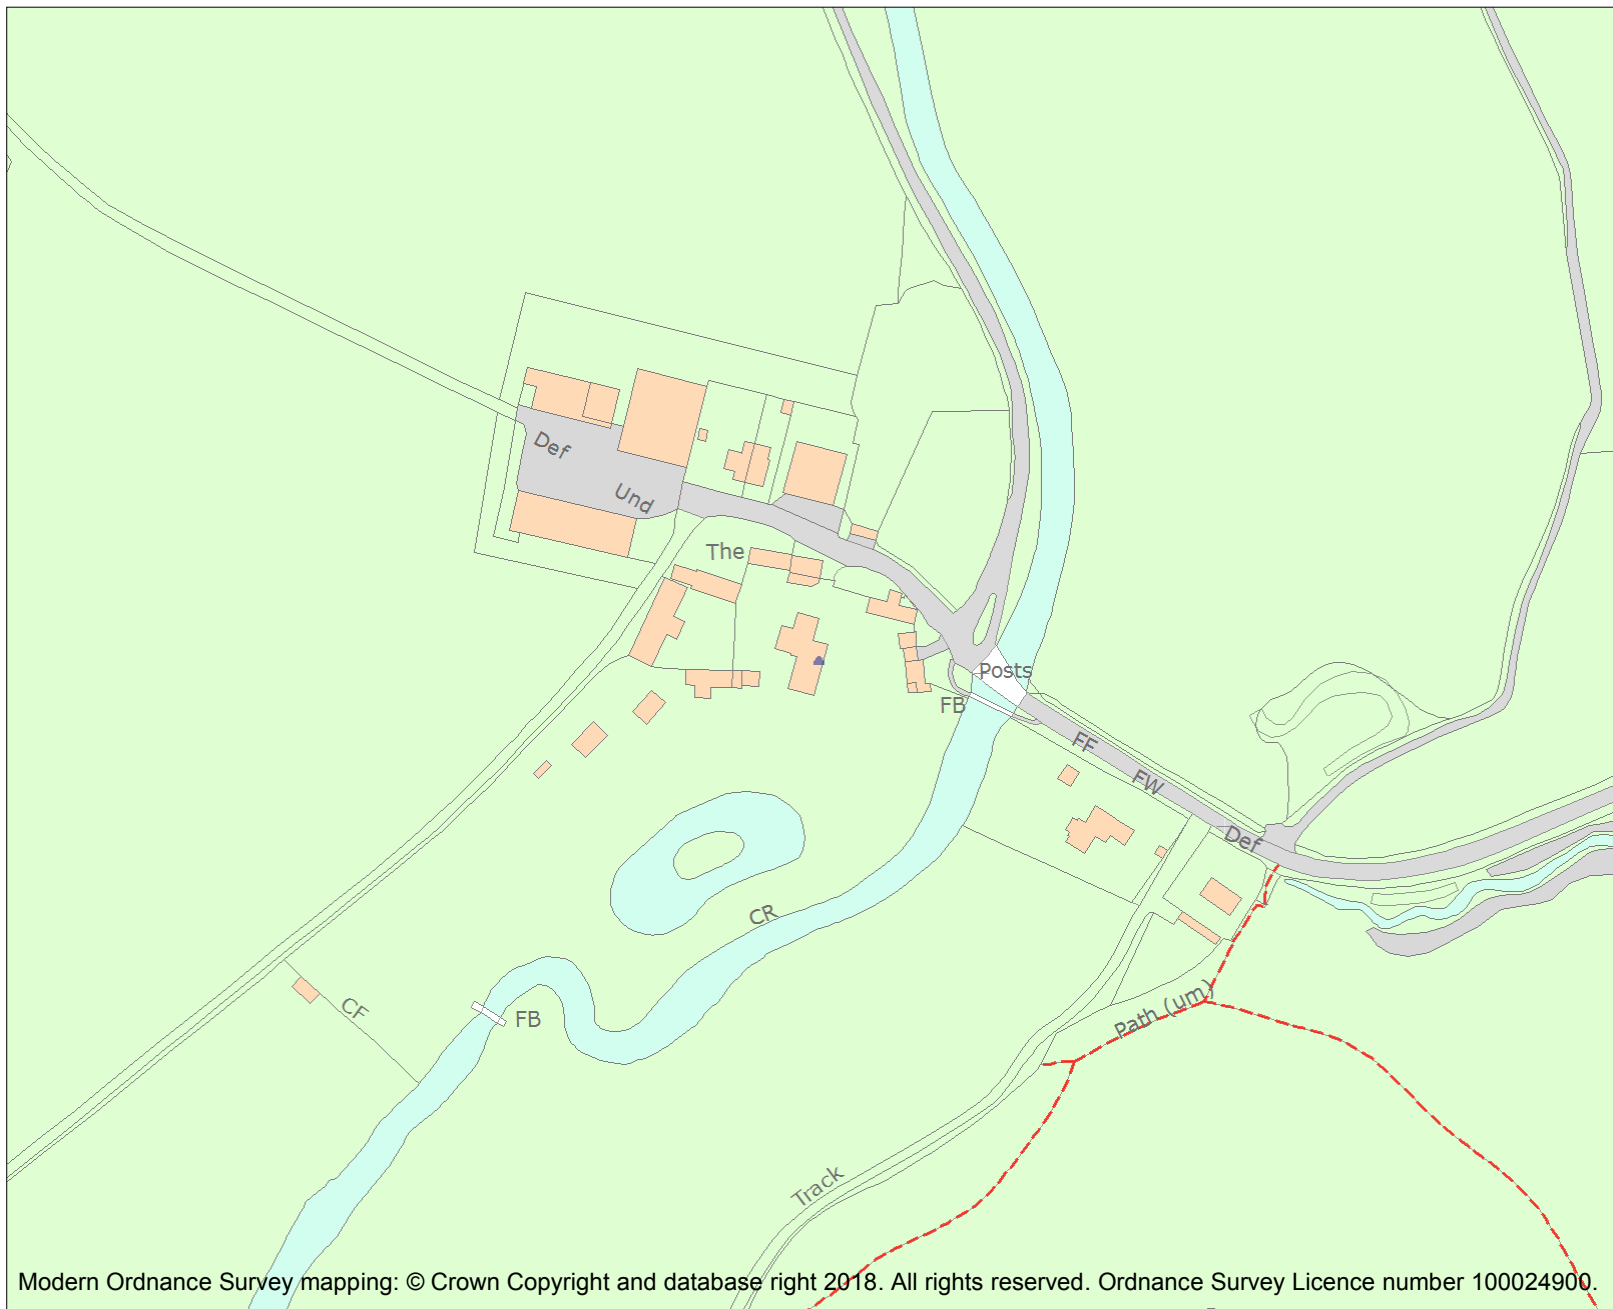 Def
Und
The
Posts
FB
FF
FW
Def
CR
CF
FB
Path (um)
Track
Modern Ordnance Survey mapping: © Crown Copyright and database right 2018. All rights reserved. Ordnance Survey Licence number 100024900.